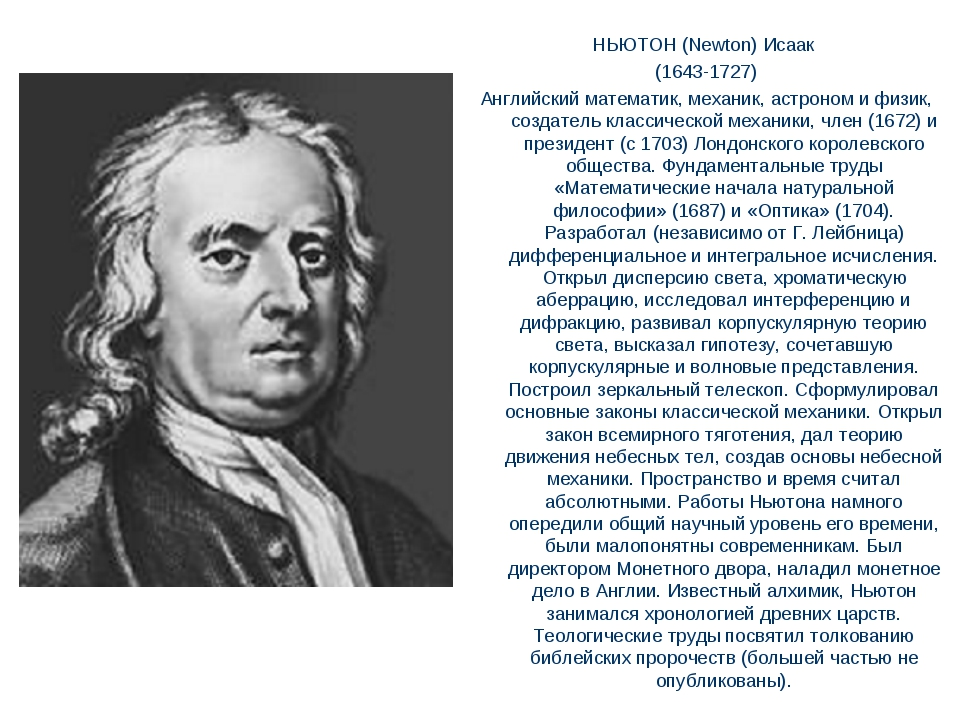 НЬЮТОН (Newton) Исаак
(1643-1727)
Английский математик, механик, астроном и физик,
создатель классической механики, член (1672) и
президент (с 1703) Лондонского королевского
общества. Фундаментальные труды
«Математические начала натуральной
философии» (1687) и «Оптика» (1704).
Разработал (независимо от Г. Лейбница)
дифференциальное и интегральное исчисления.
Открыл дисперсию света, хроматическую
аберрацию, исследовал интерференцию и
дифракцию, развивал корпускулярную теорию
света, высказал гипотезу, сочетавшую
корпускулярные и волновые представления.
Построил зеркальный телескоп. Сформулировал
основные законы классической механики. Открыл
закон всемирного тяготения, дал теорию
движения небесных тел, создав основы небесной
механики. Пространство и время считал
абсолютными. Работы Ньютона намного
опередили общий научный уровень его времени,
были малопонятны современникам. Был
директором Монетного двора, наладил монетное
дело в Англии. Известный алхимик, Ньютон
занимался хронологией древних царств.
Теологические труды посвятил толкованию
библейских пророчеств (большей частью не
опубликованы).